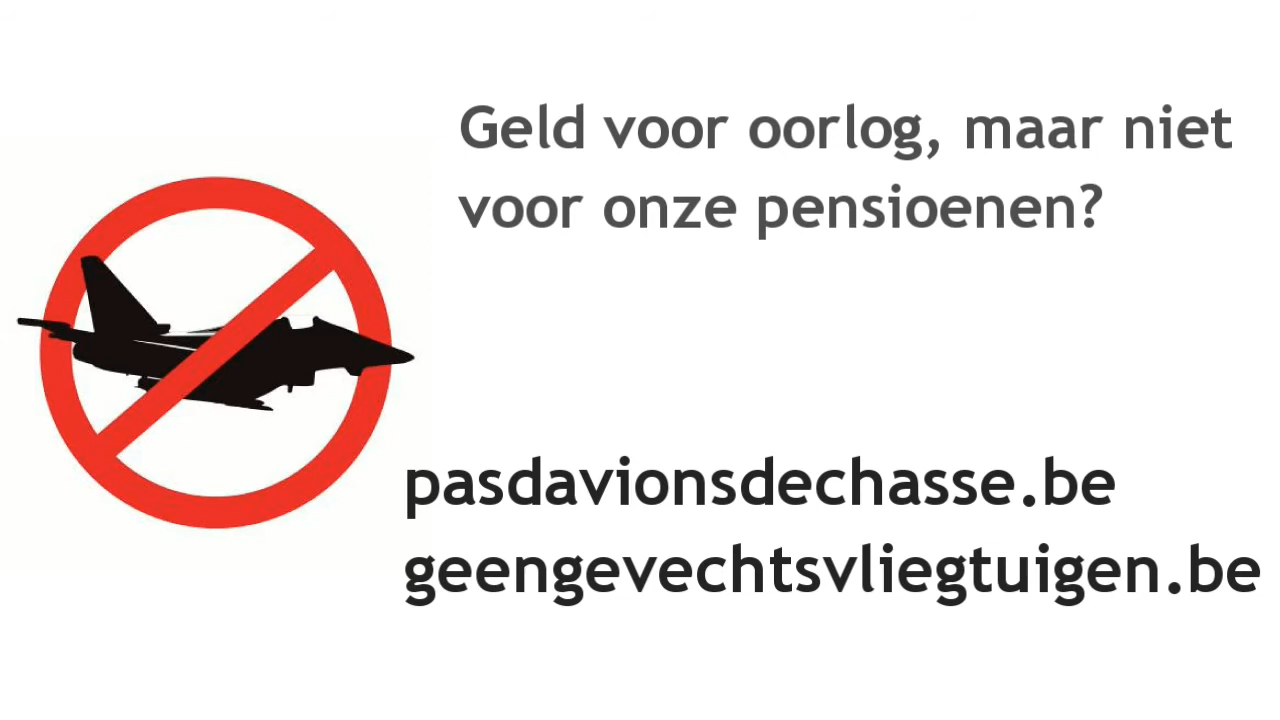 Geld voor oorlog, maar niet
voor onze pensioenen?
pasdavionsdechasse.be
geengevechtsvliegtuigen.be